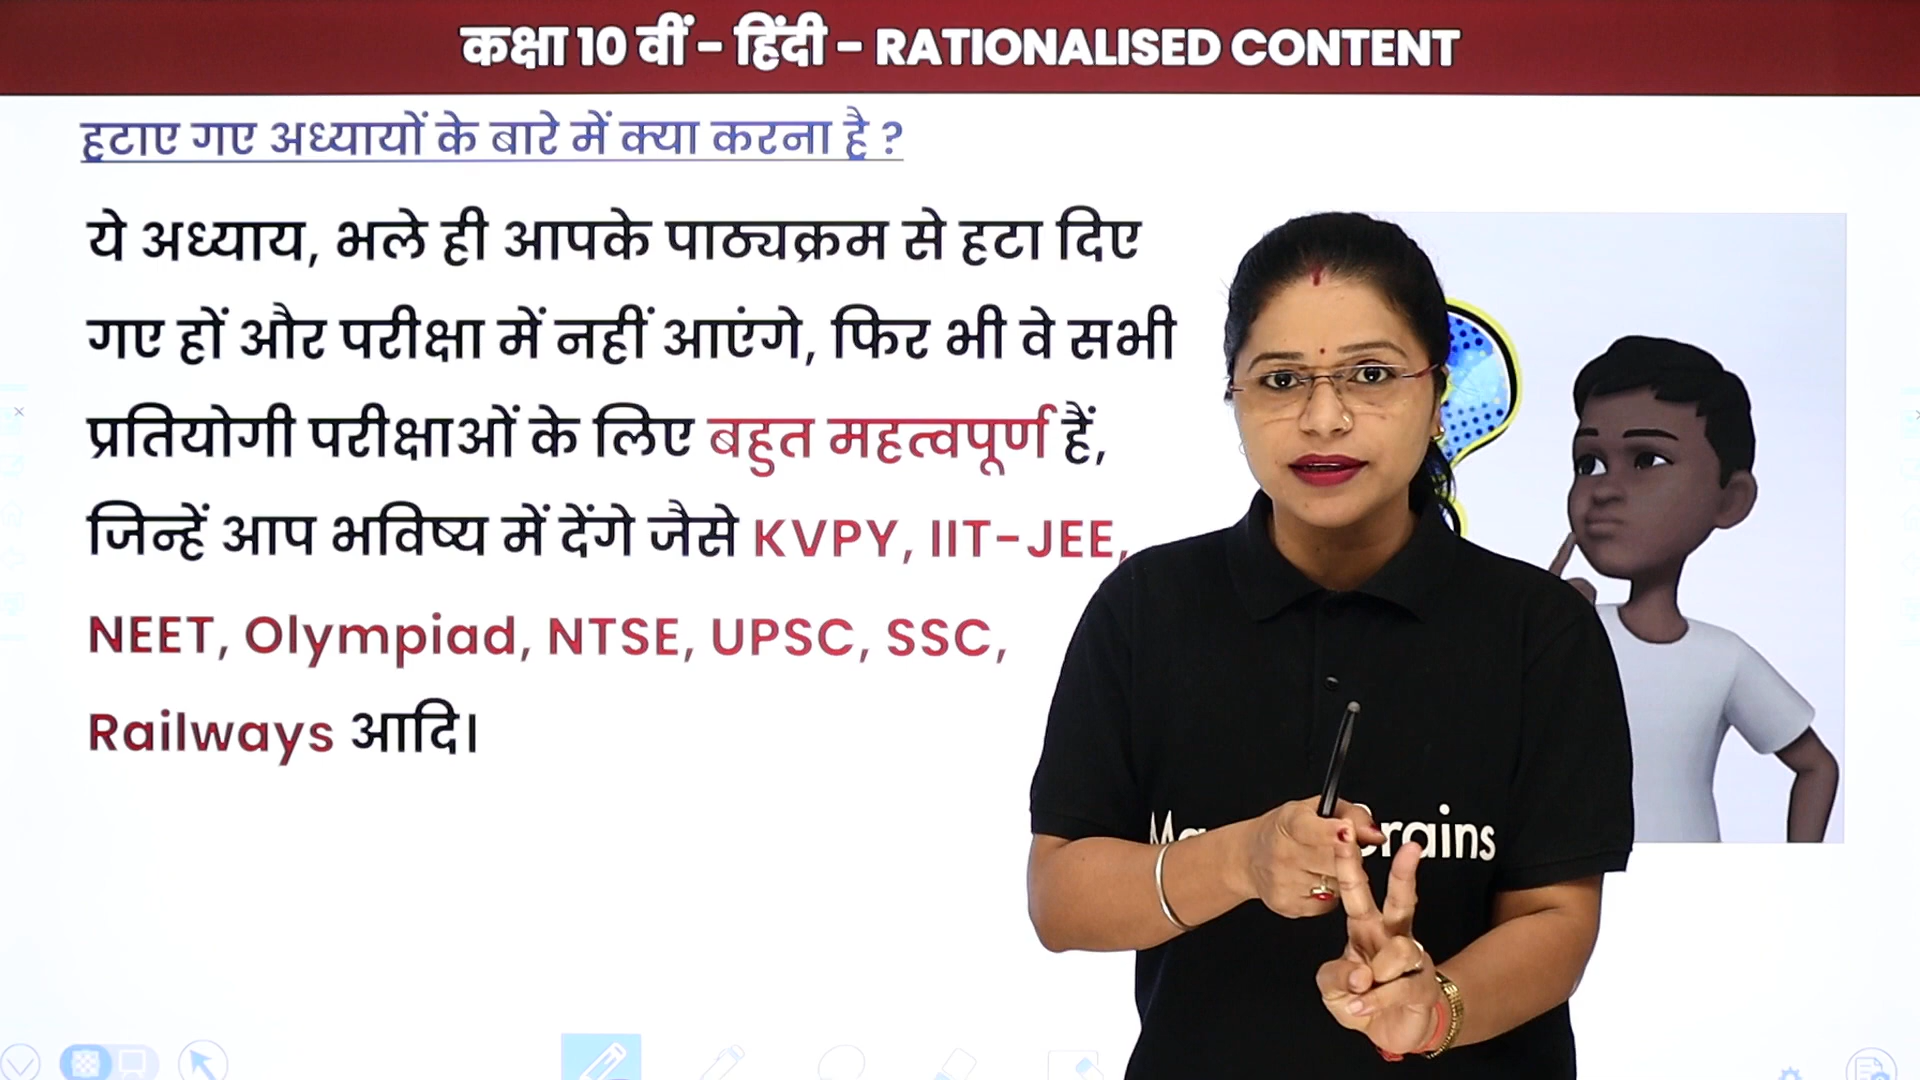 कक्षा 10 वीं - हिंदी - RATIONALISED CONTENT
हटाए गए अध्यायों के बारे में क्या करना है ?
ये अध्याय, भले ही आपके पाठ्यक्रम से हटा दिए
गए हों और परीक्षा में नहीं आएंगे, फिर भी वे सभी
प्रतियोगी परीक्षाओं के लिए बहुत महत्वपूर्ण हैं,
जिन्हें आप भविष्य में देंगे जैसे KVPY, IIT-JEE,
NEET, Olympiad, NTSE, UPSC, SSC,
Railways आदि।